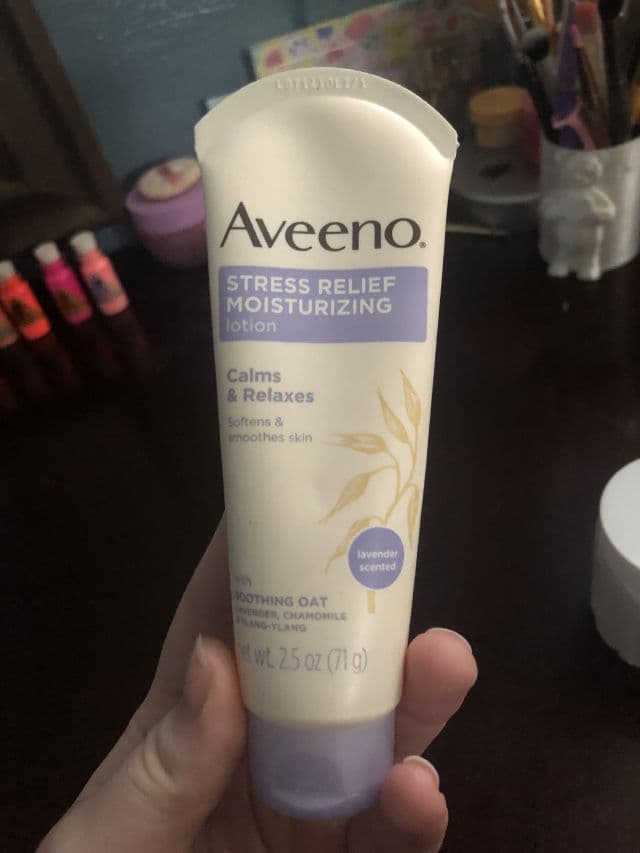 Aveeno.
STRESS RELIEF
MOISTURIZING
lotion
Calms
& Relaxes
Softens &
smoothes skin
lavender
scented
with
SOOTHING OAT
LAVENDER, CHAMOMILE
& YLANG-YLANG
Net wt. 2.5 oz (71 g)